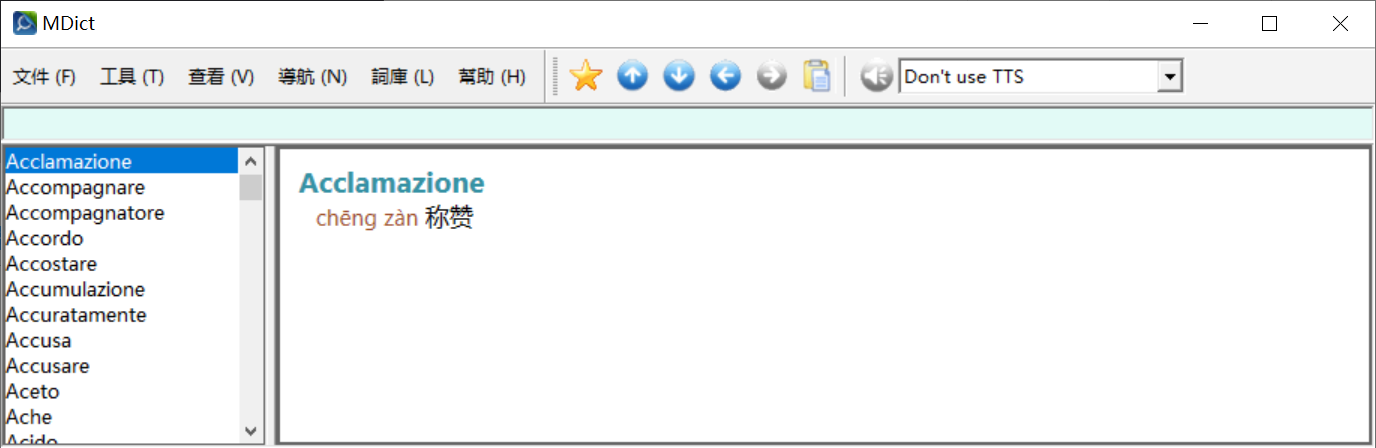 MDict
文件 (F) 工具 (T) 查看 (V) 導航 (N) 詞庫 (L) 幫助 (H) Don't use TTS
Acclamazione
Accompagnare
Accompagnatore
Accordo
Accostare
Accumulazione
Accuratamente
Accusa
Accusare
Aceto
Ache
Acido
Acclamazione
chēng zàn 称赞